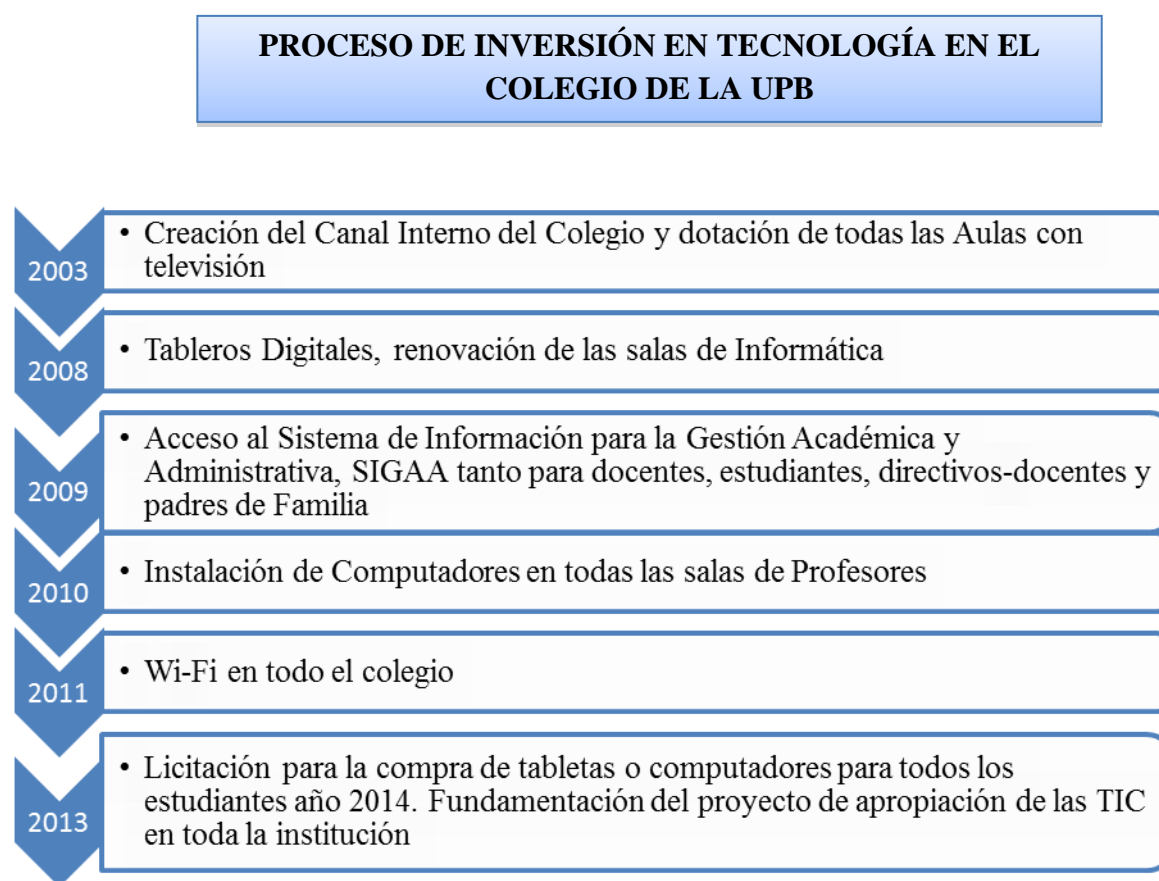 PROCESO DE INVERSIÓN EN TECNOLOGÍA EN EL
COLEGIO DE LA UPB
2003
• Creación del Canal Interno del Colegio y dotación de todas las Aulas con
televisión
2008
• Tableros Digitales, renovación de las salas de Informática
2009
• Acceso al Sistema de Información para la Gestión Académica y
Administrativa, SIGAA tanto para docentes, estudiantes, directivos-docentes y
padres de Familia
2010
• Instalación de Computadores en todas las salas de Profesores
2011
• Wi-Fi en todo el colegio
2013
• Licitación para la compra de tabletas o computadores para todos los
estudiantes año 2014. Fundamentación del proyecto de apropiación de las TIC
en toda la institución